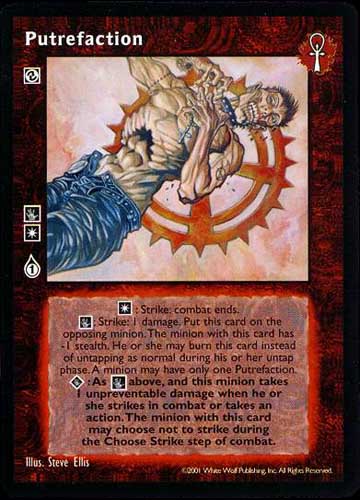 Putrefaction
1
: Strike: combat ends.
: Strike: 1 damage. Put this card on the
opposing minion. The minion with this card has
-1 stealth. He or she may burn this card instead
of untapping as normal during his or her untap
phase. A minion may have only one Putrefaction.
: As above, and this minion takes
1 unpreventable damage when he or
she strikes in combat or takes an
action. The minion with this card
may choose not to strike during
the Choose Strike step of combat.
Illus. Steve Ellis
©2001 White Wolf Publishing, Inc. All Rights Reserved.